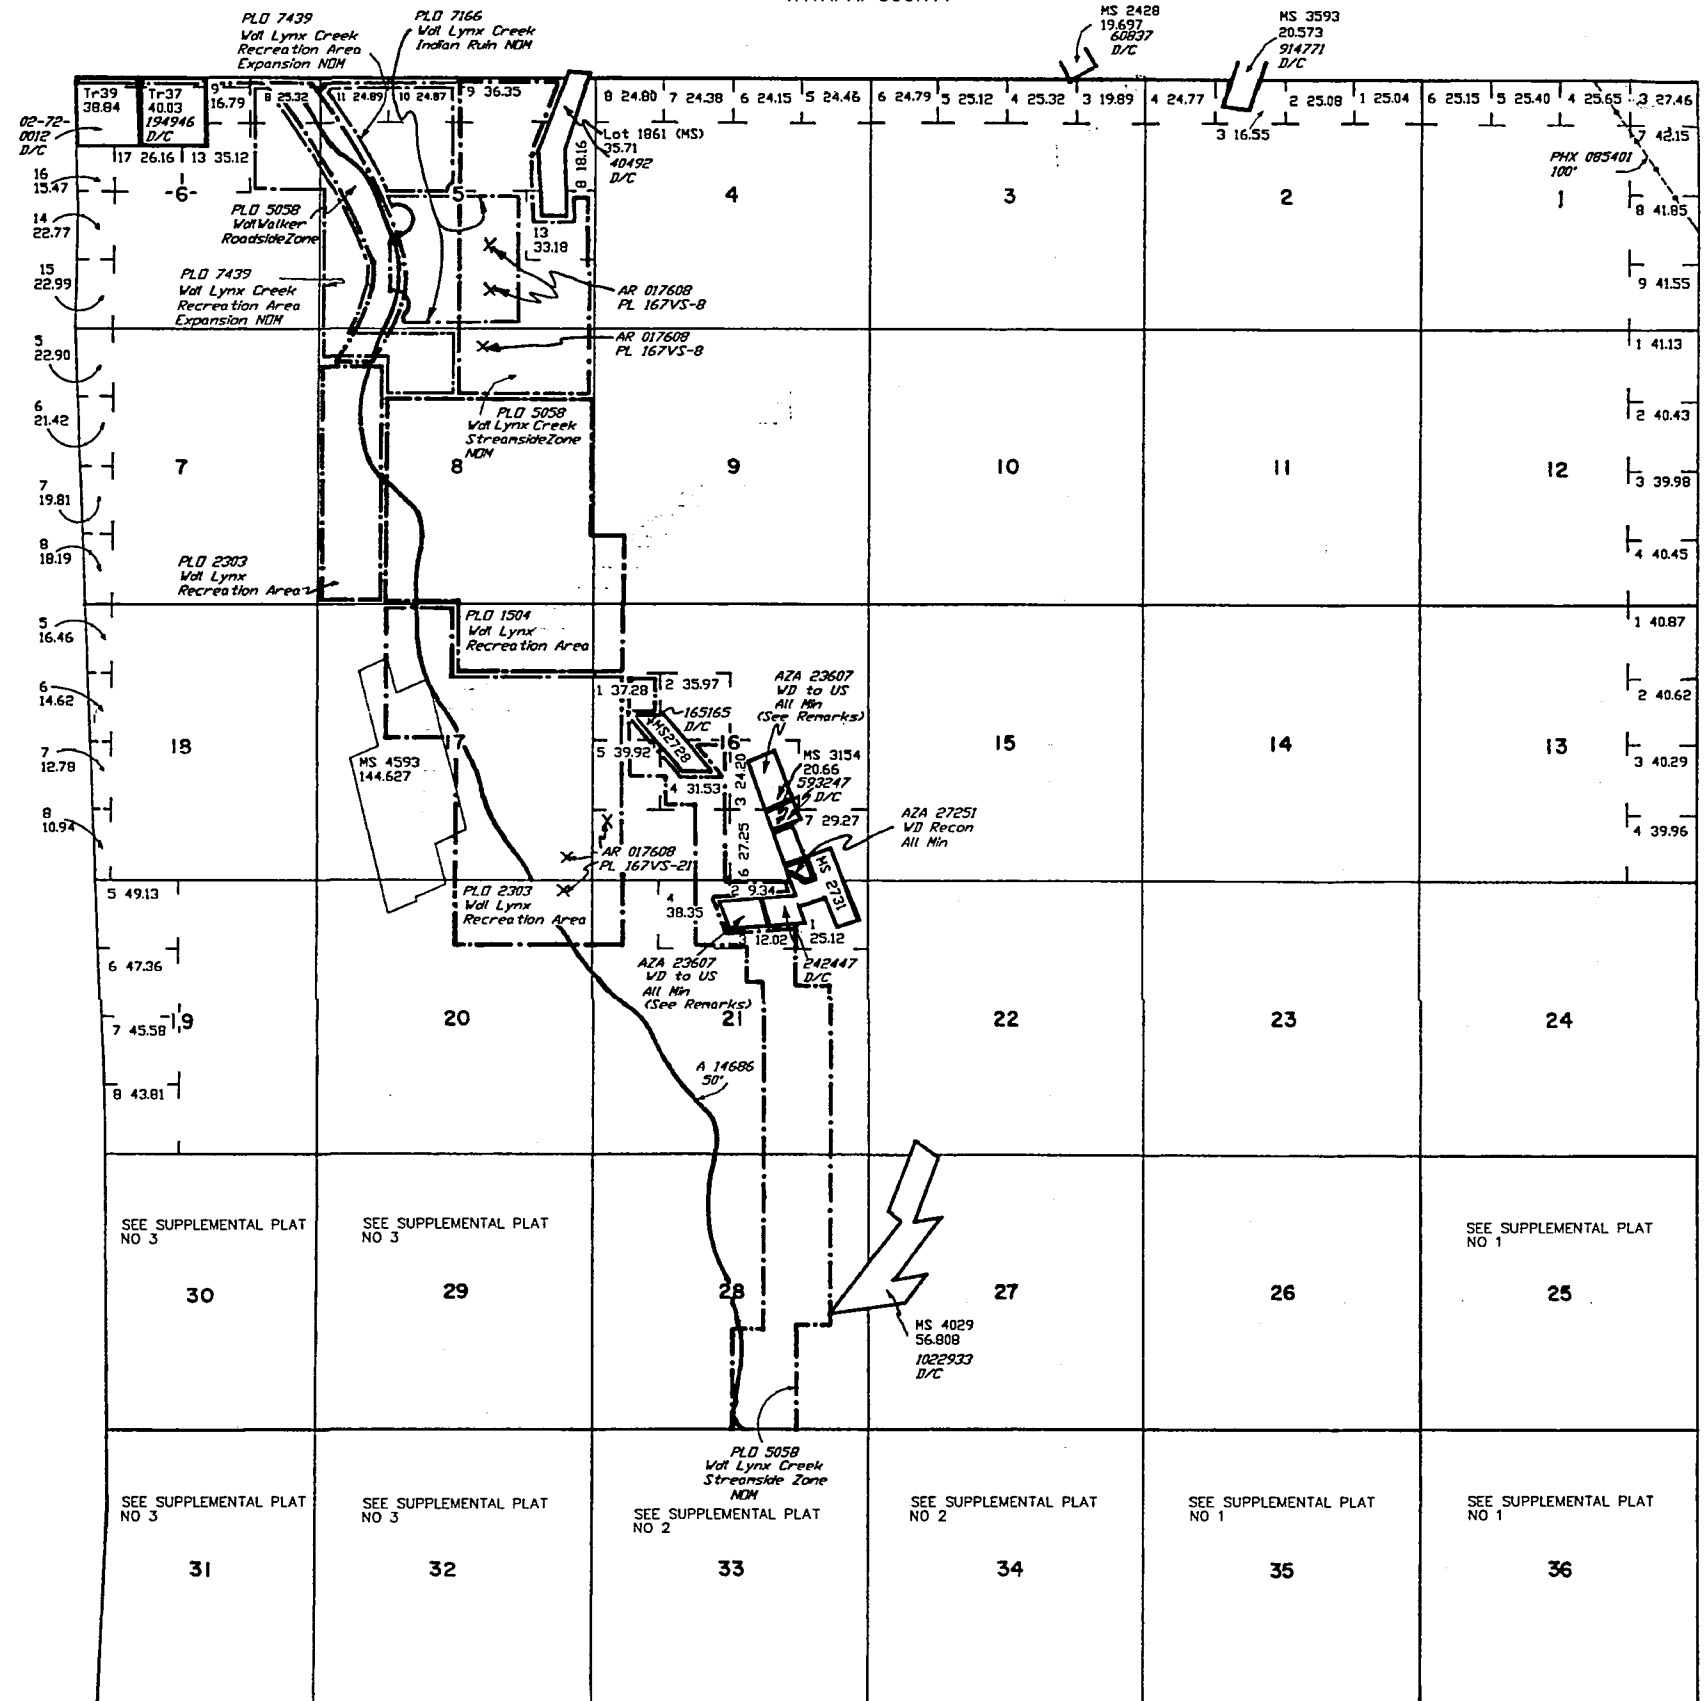 PLO 7439
Wdl Lynx Creek
Recreation Area
Expansion NOM
PLO 7166
Wdl Lynx Creek
Indian Ruin NOM
MS 2428
19.697
60837
D/C
MS 3593
20.573
914771
D/C
Tr39
38.84
Tr37
40.03
194946
D/C
9
16.79
8 25.32
11 24.89
10 24.87
9 36.35
8 24.80
7 24.38
6 24.15
5 24.46
6 24.79
5 25.12
4 25.32
3 19.89
4 24.77
3 16.55
2 25.08
1 25.04
6 25.15
5 25.40
4 25.65
3 27.46
02-72-
0012
D/C
17 26.16
13 35.12
Lot 1861 (MS)
35.71
40492
D/C
8 18.16
7 42.15
PHX 085401
100'
16
15.47
-6-
5
4
3
2
1
14
22.77
PLO 5058
Wdl Walker
Roadside Zone
13
33.18
8 41.85
15
22.99
PLO 7439
Wdl Lynx Creek
Recreation Area
Expansion NOM
AR 017608
PL 167VS-8
9 41.55
5
22.90
AR 017608
PL 167VS-8
1 41.13
6
21.42
PLO 5058
Wdl Lynx Creek
Streamside Zone
NOM
2 40.43
7
8
9
10
11
12
7
19.81
3 39.98
8
18.19
PLO 2303
Wdl Lynx
Recreation Area
4 40.45
5
16.46
PLO 1504
Wdl Lynx
Recreation Area
1 40.87
6
14.62
1 37.28
2 35.97
AZA 23607
WD to US
All Min
(See Remarks)
2 40.62
165165
D/C
MS2728
18
17
16
15
14
13
7
12.78
MS 4593
144.627
5 39.92
4 31.53
3 24.20
MS 3154
20.66
593247
D/C
3 40.29
8
10.94
7 29.27
AZA 27251
WD Recon
All Min
4 39.96
AR 017608
PL 167VS-21
6 27.25
MS 2731
5 49.13
PLO 2303
Wdl Lynx
Recreation Area
4
38.35
2 9.34
3 12.02
1
25.12
6 47.36
AZA 23607
WD to US
All Min
(See Remarks)
242447
D/C
7 45.58
19
20
21
22
23
24
8 43.81
A 14686
50'
SEE SUPPLEMENTAL PLAT
NO 3
SEE SUPPLEMENTAL PLAT
NO 3
SEE SUPPLEMENTAL PLAT
NO 1
30
29
28
27
26
25
MS 4029
56.808
1022933
D/C
PLO 5058
Wdl Lynx Creek
Streamside Zone
NOM
SEE SUPPLEMENTAL PLAT
NO 3
SEE SUPPLEMENTAL PLAT
NO 3
SEE SUPPLEMENTAL PLAT
NO 2
SEE SUPPLEMENTAL PLAT
NO 2
SEE SUPPLEMENTAL PLAT
NO 1
SEE SUPPLEMENTAL PLAT
NO 1
31
32
33
34
35
36